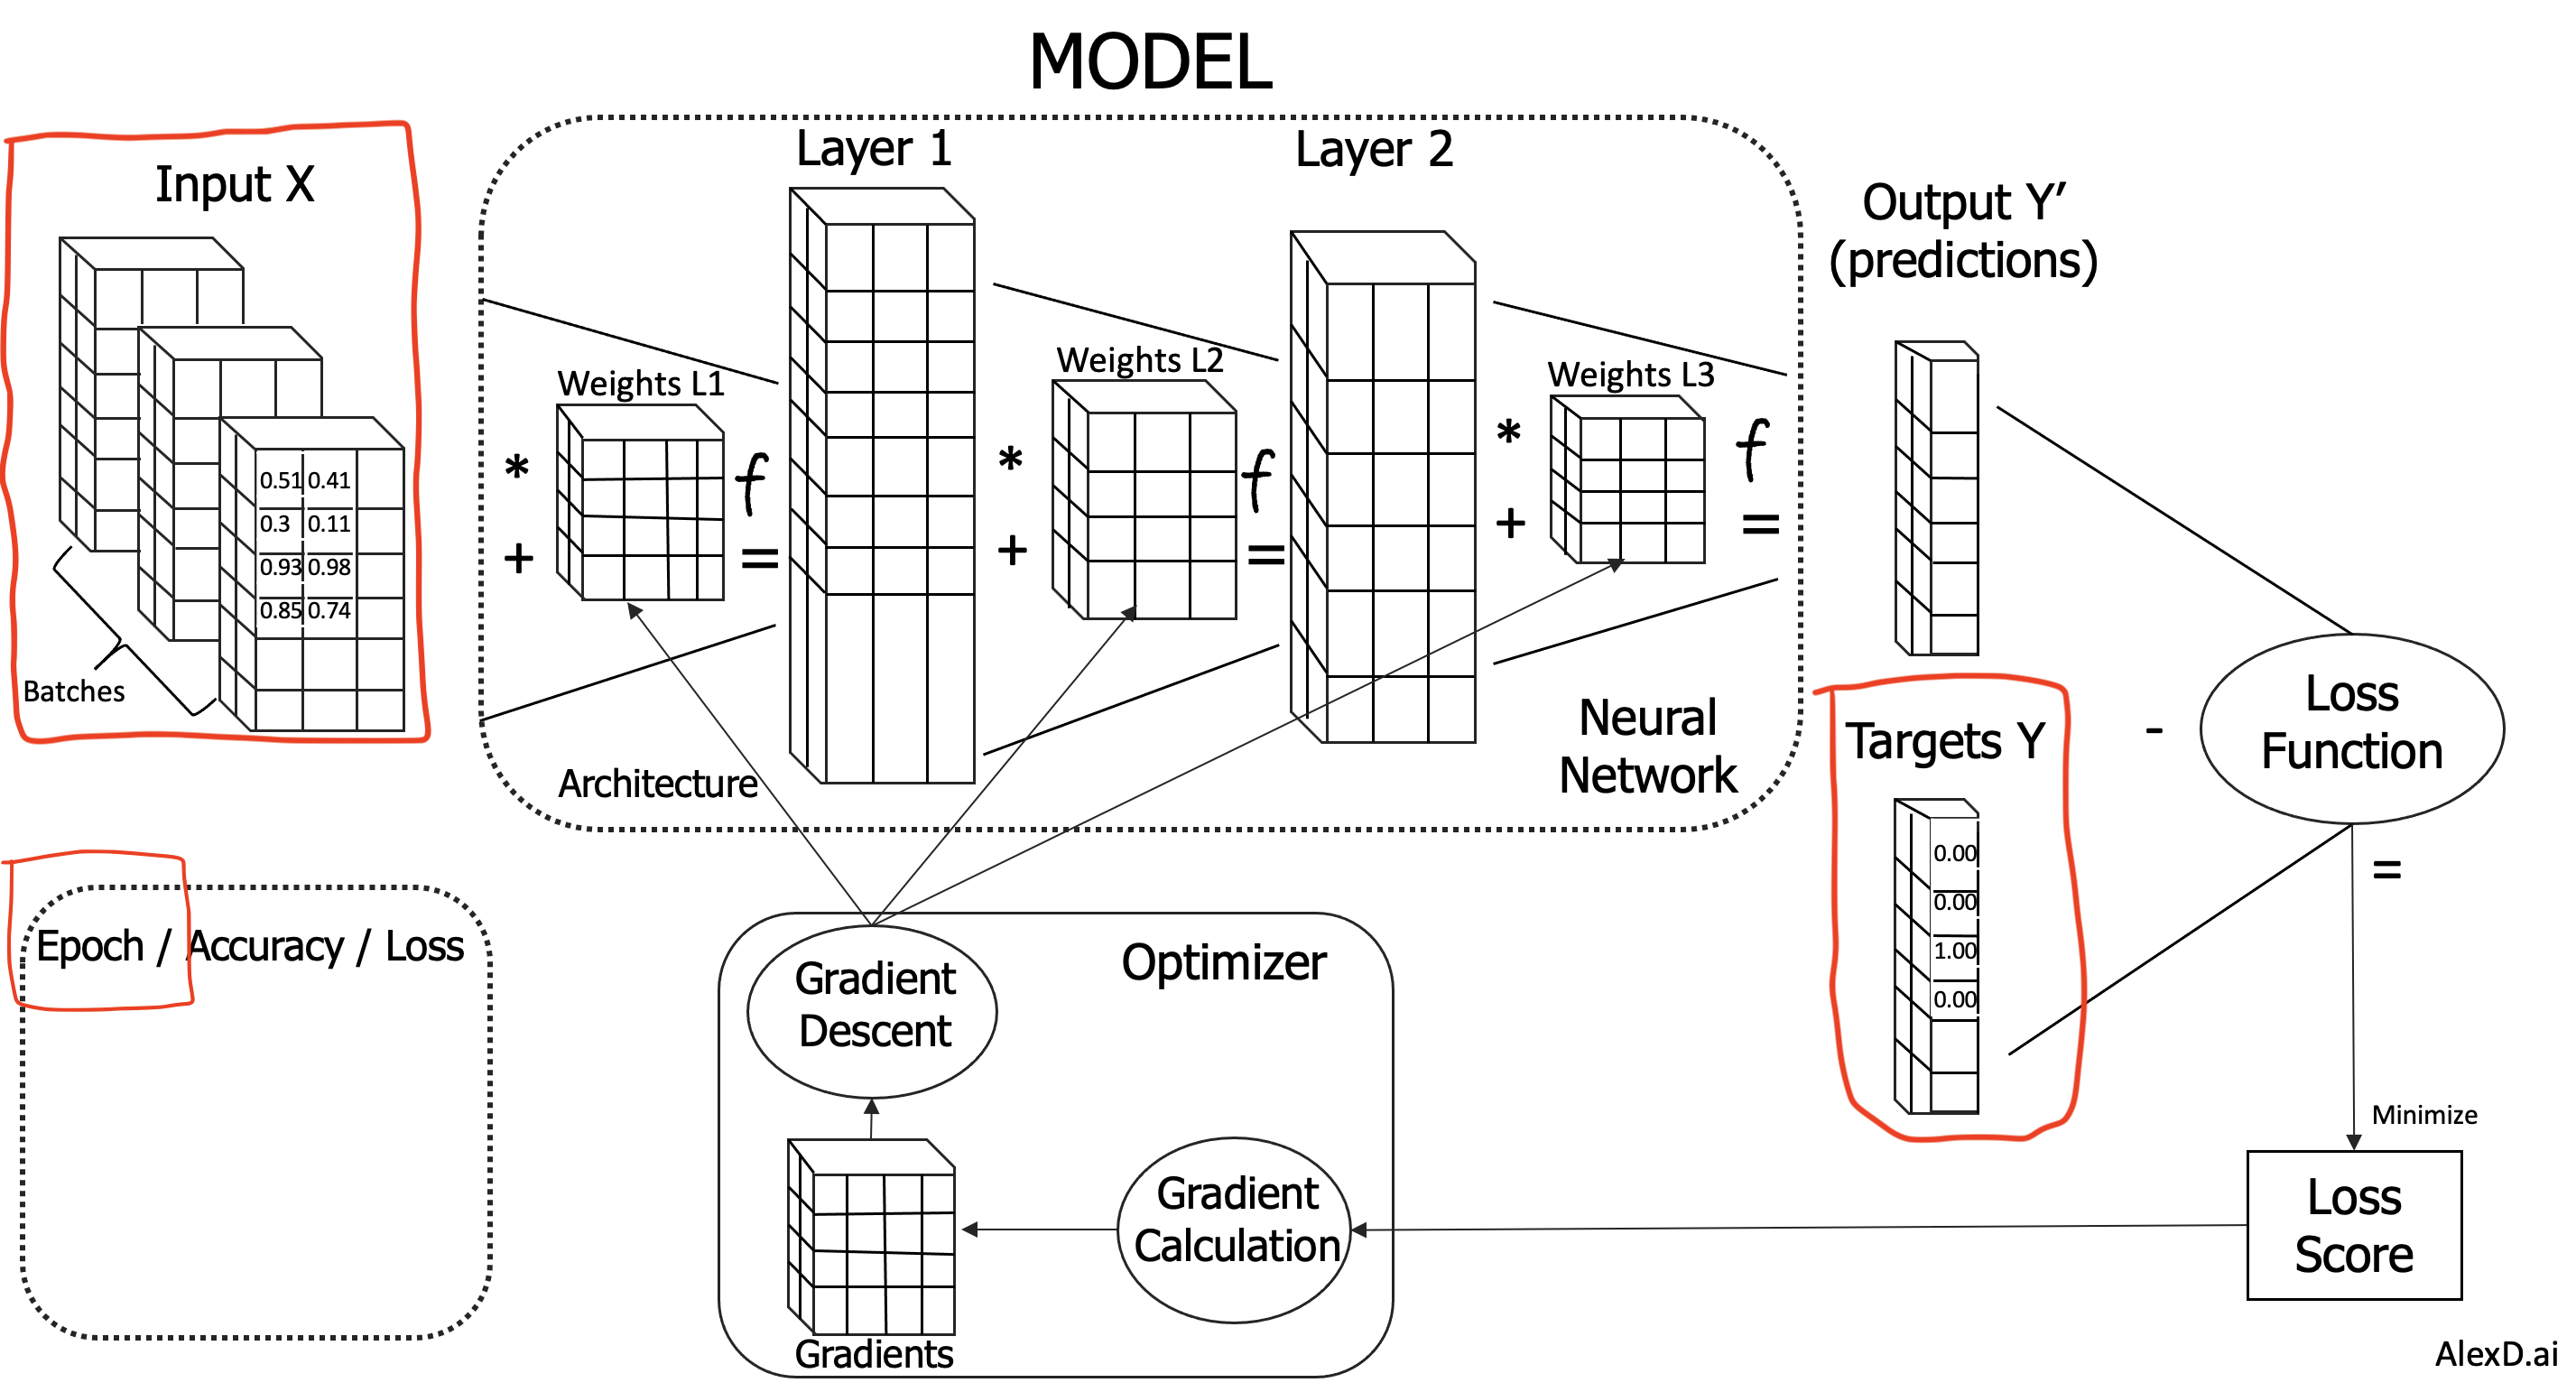 MODEL
Input X
Layer 1
Layer 2
Output Y’
(predictions)
Weights L1
Weights L2
Weights L3
* f
+ =
* f
+ =
* f
+ =
0.51 0.41
0.3 0.11
0.93 0.98
0.85 0.74
Batches
Architecture
Neural
Network
Targets Y
0.00
0.00
1.00
0.00
-
Loss
Function
=
Minimize
Loss
Score
Epoch / Accuracy / Loss
Optimizer
Gradient
Descent
Gradient
Calculation
Gradients
AlexD.ai